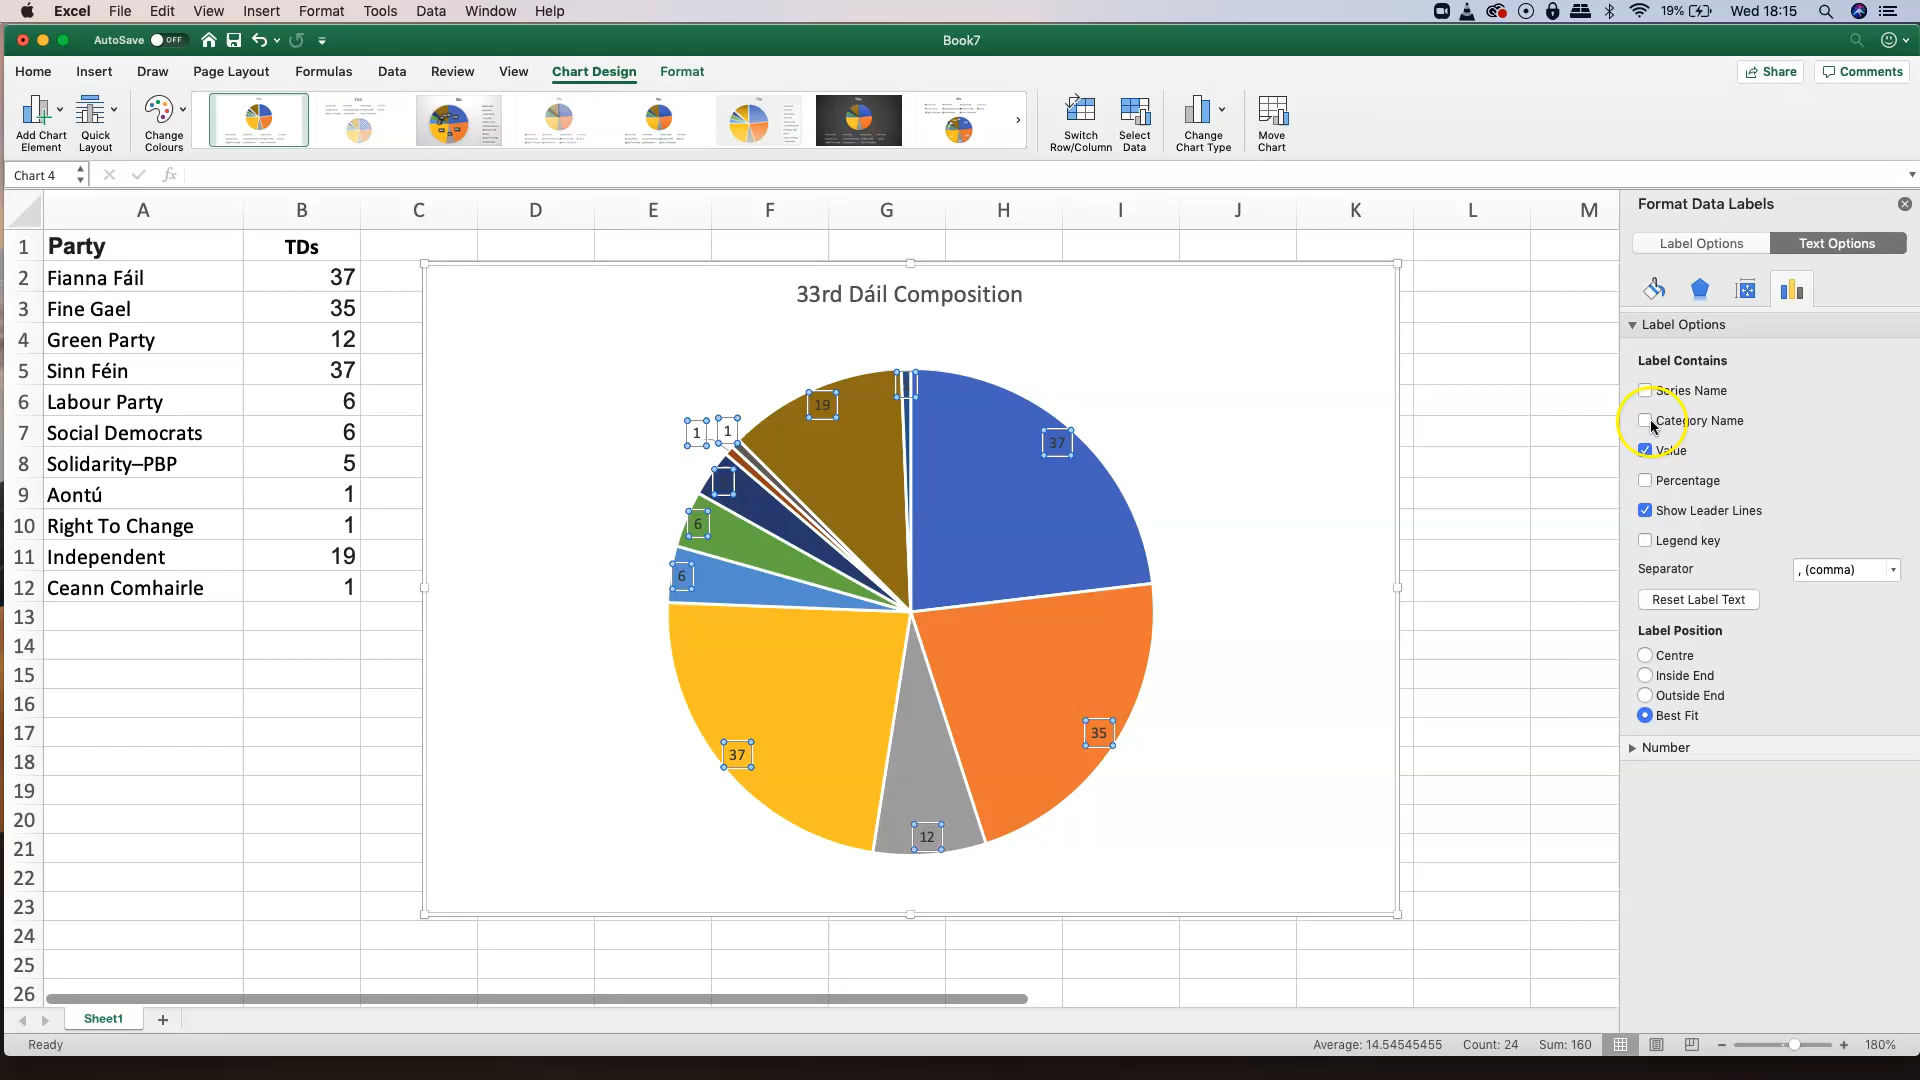 Excel File Edit View Insert Format Tools Data Window Help 19% Wed 18:15
AutoSave OFF Book7
Home Insert Draw Page Layout Formulas Data Review View Chart Design Format Share Comments
Add Chart Element
Quick Layout
Change Colours
Switch Row/Column
Select Data
Change Chart Type
Move Chart
Chart 4 fx
A B C D E F G H I J K L M
1 Party TDs
2 Fianna Fáil 37
3 Fine Gael 35
4 Green Party 12
5 Sinn Féin 37
6 Labour Party 6
7 Social Democrats 6
8 Solidarity–PBP 5
9 Aontú 1
10 Right To Change 1
11 Independent 19
12 Ceann Comhairle 1
13
14
15
16
17
18
19
20
21
22
23
24
25
26
33rd Dáil Composition
19
1 1
37
6
6
37
35
12
Format Data Labels
Label Options Text Options
Label Options
Label Contains
Series Name
Category Name
Value
Percentage
Show Leader Lines
Legend key
Separator , (comma)
Reset Label Text
Label Position
Centre
Inside End
Outside End
Best Fit
Number
Sheet1 +
Ready Average: 14.54545455 Count: 24 Sum: 160 180%